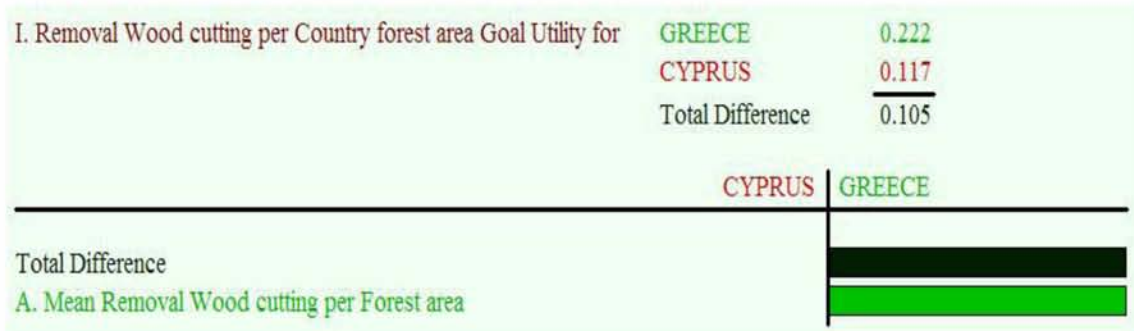 I. Removal Wood cutting per Country forest area Goal Utility for GREECE 0.222
CYPRUS 0.117
Total Difference 0.105
CYPRUS GREECE
Total Difference
A. Mean Removal Wood cutting per Forest area